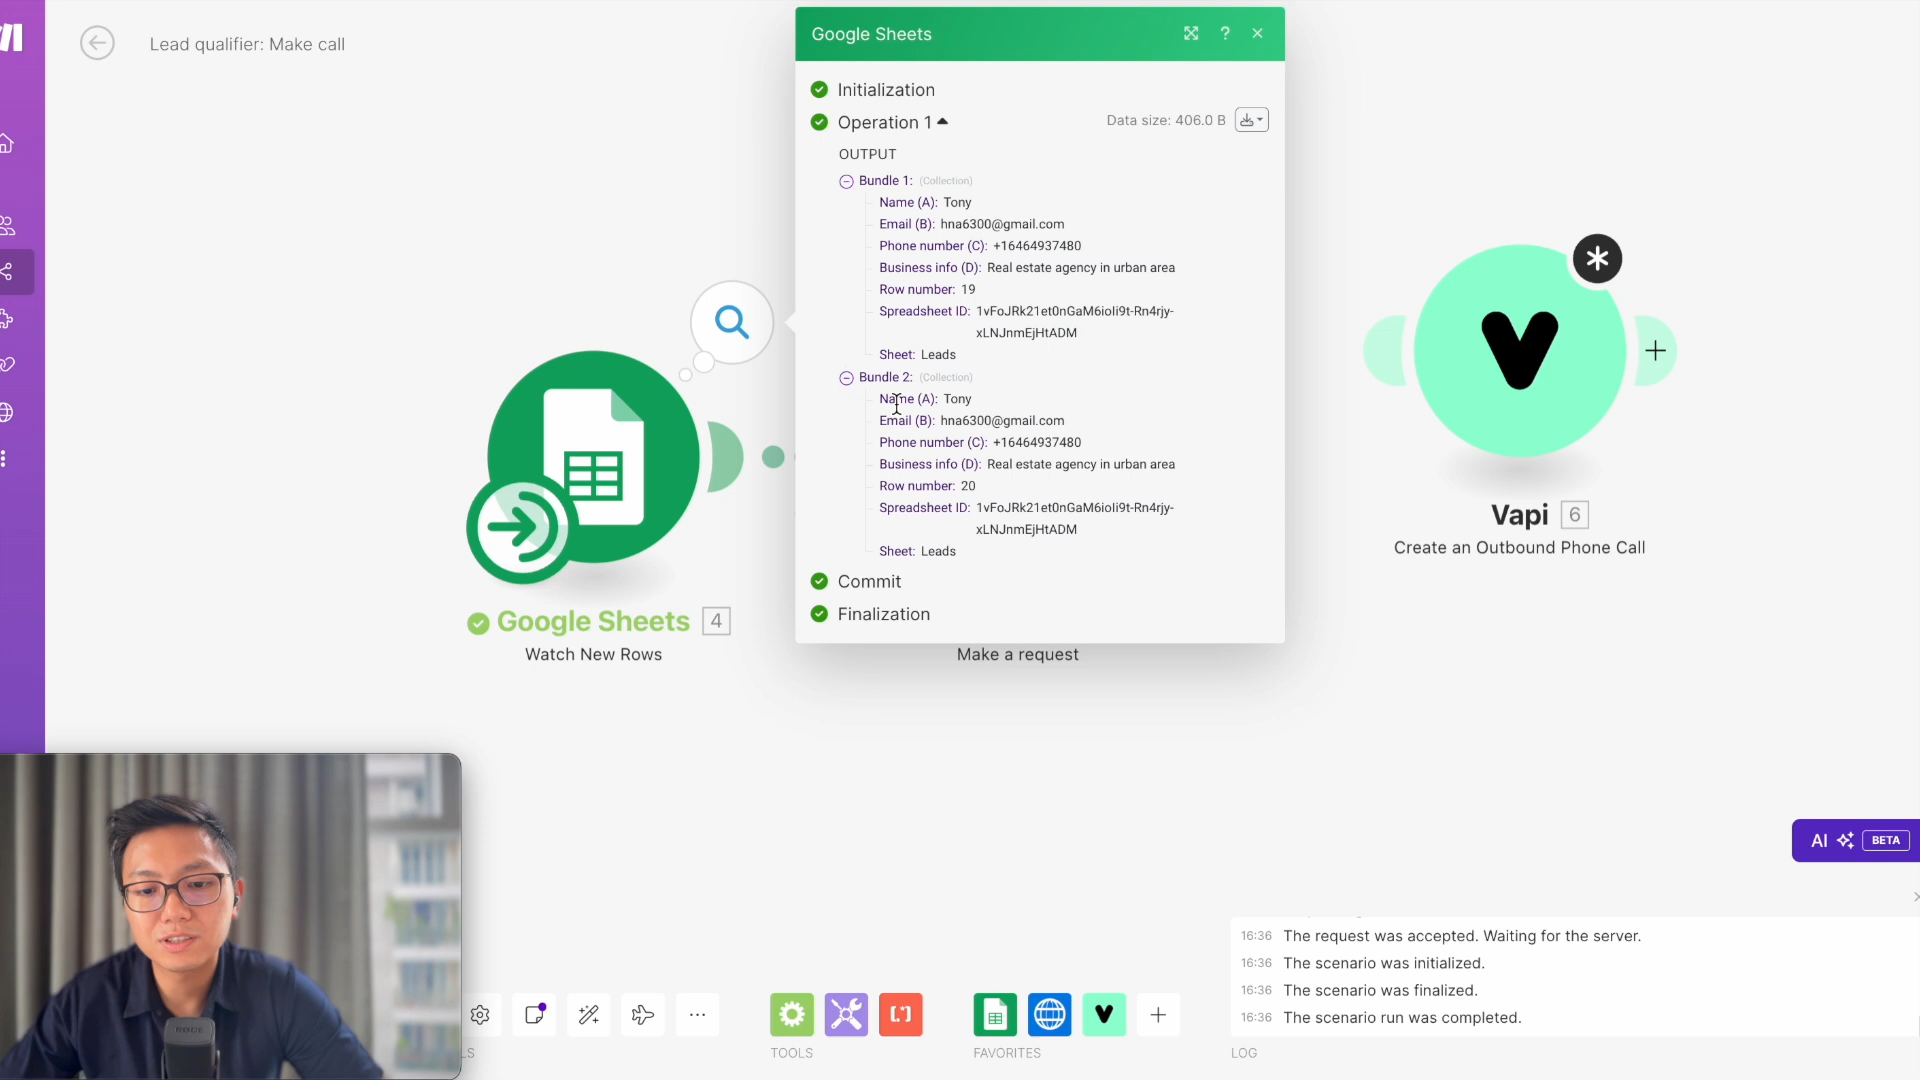 Lead qualifier: Make call
Google Sheets
?
Initialization
Operation 1
Data size: 406.0 B
OUTPUT
Bundle 1: (Collection)
Name (A): Tony
Email (B): hna6300@gmail.com
Phone number (C): +16464937480
Business info (D): Real estate agency in urban area
Row number: 19
Spreadsheet ID: 1vFoJRk21et0nGaM6ioIi9t-Rn4rjy-
xLNJnmEjHtADM
Sheet: Leads
Bundle 2: (Collection)
Name (A): Tony
Email (B): hna6300@gmail.com
Phone number (C): +16464937480
Business info (D): Real estate agency in urban area
Row number: 20
Spreadsheet ID: 1vFoJRk21et0nGaM6ioIi9t-Rn4rjy-
xLNJnmEjHtADM
Sheet: Leads
Commit
Finalization
Google Sheets 4
Watch New Rows
Make a request
Vapi 6
Create an Outbound Phone Call
AI BETA
16:36 The request was accepted. Waiting for the server.
16:36 The scenario was initialized.
16:36 The scenario was finalized.
16:36 The scenario run was completed.
LS
TOOLS
FAVORITES
LOG
RODE